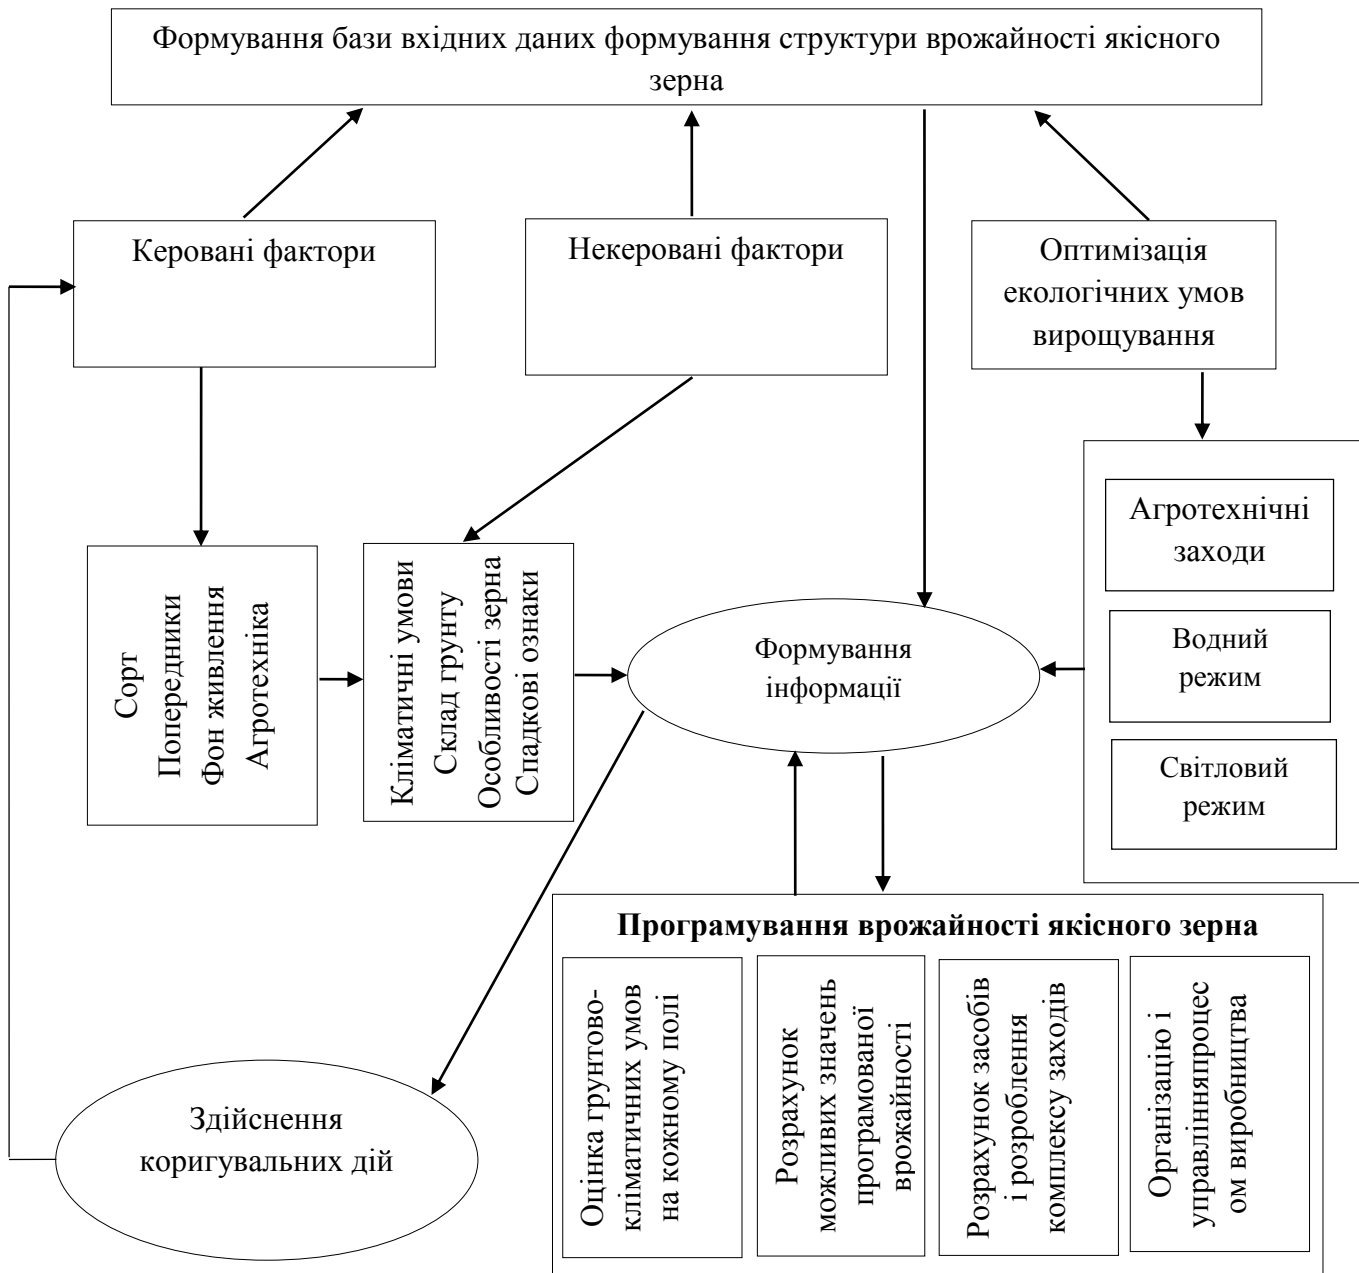 Формування бази вхідних даних формування структури врожайності якісного
зерна
Керовані фактори
Некеровані фактори
Оптимізація
екологічних умов
вирощування
Агротехнічні
заходи
Водний
режим
Світловий
режим
Сорт
Попередники
Фон живлення
Агротехніка
Кліматичні умови
Склад грунту
Особливості зерна
Спадкові ознаки
Формування
інформації
Програмування врожайності якісного зерна
Оцінка грунтово-
кліматичних умов
на кожному полі
Розрахунок
можливих значень
програмованої
врожайності
Розрахунок засобів
і розроблення
комплексу заходів
Організацію і
управлінняпроцес
ом виробництва
Здійснення
коригувальних дій